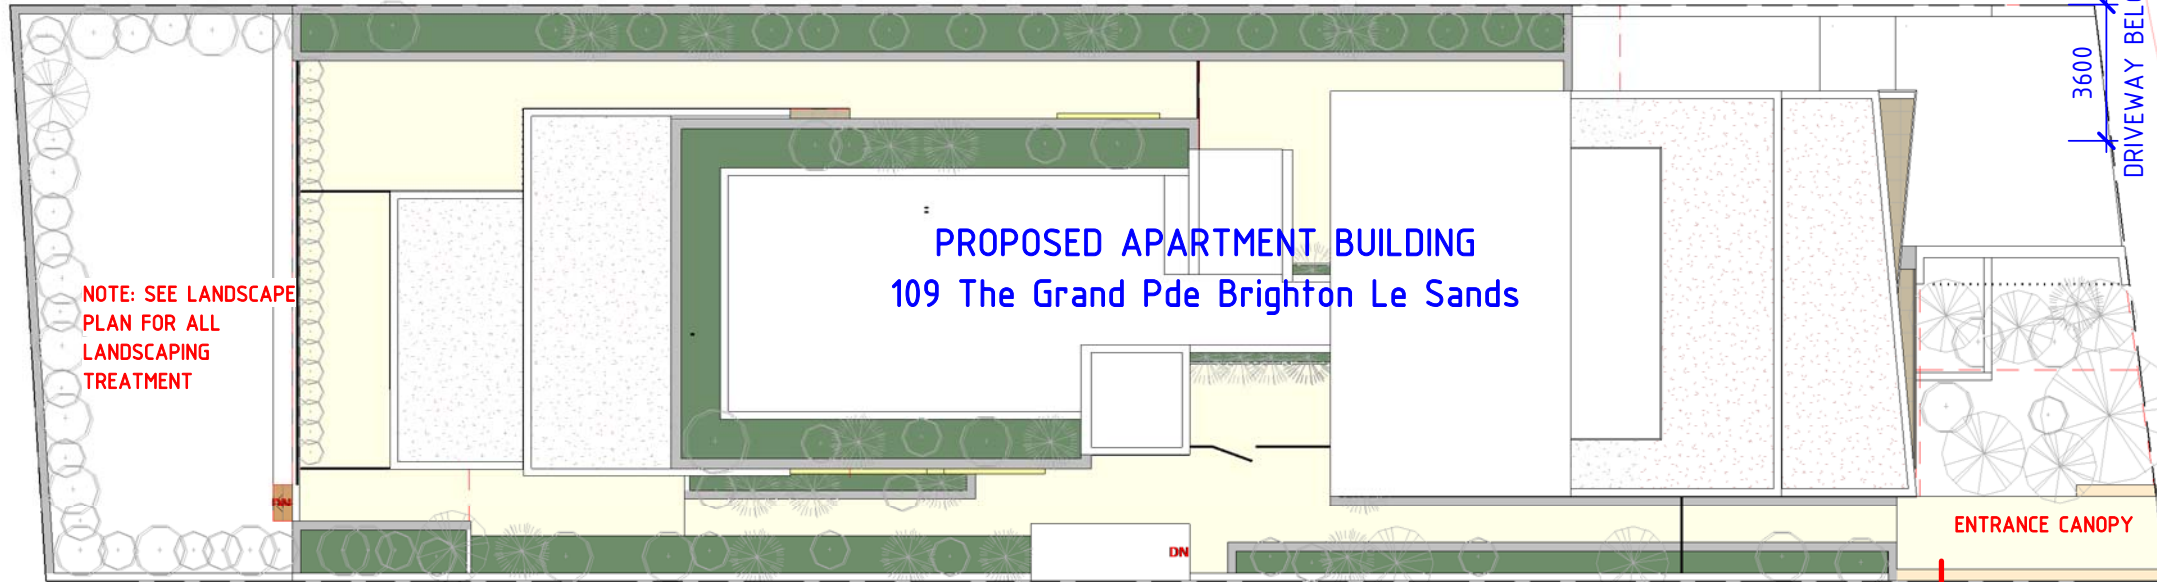 PROPOSED APARTMENT BUILDING
109 The Grand Pde Brighton Le Sands
NOTE: SEE LANDSCAPE
PLAN FOR ALL
LANDSCAPING
TREATMENT
DN
DN
ENTRANCE CANOPY
3600
DRIVEWAY